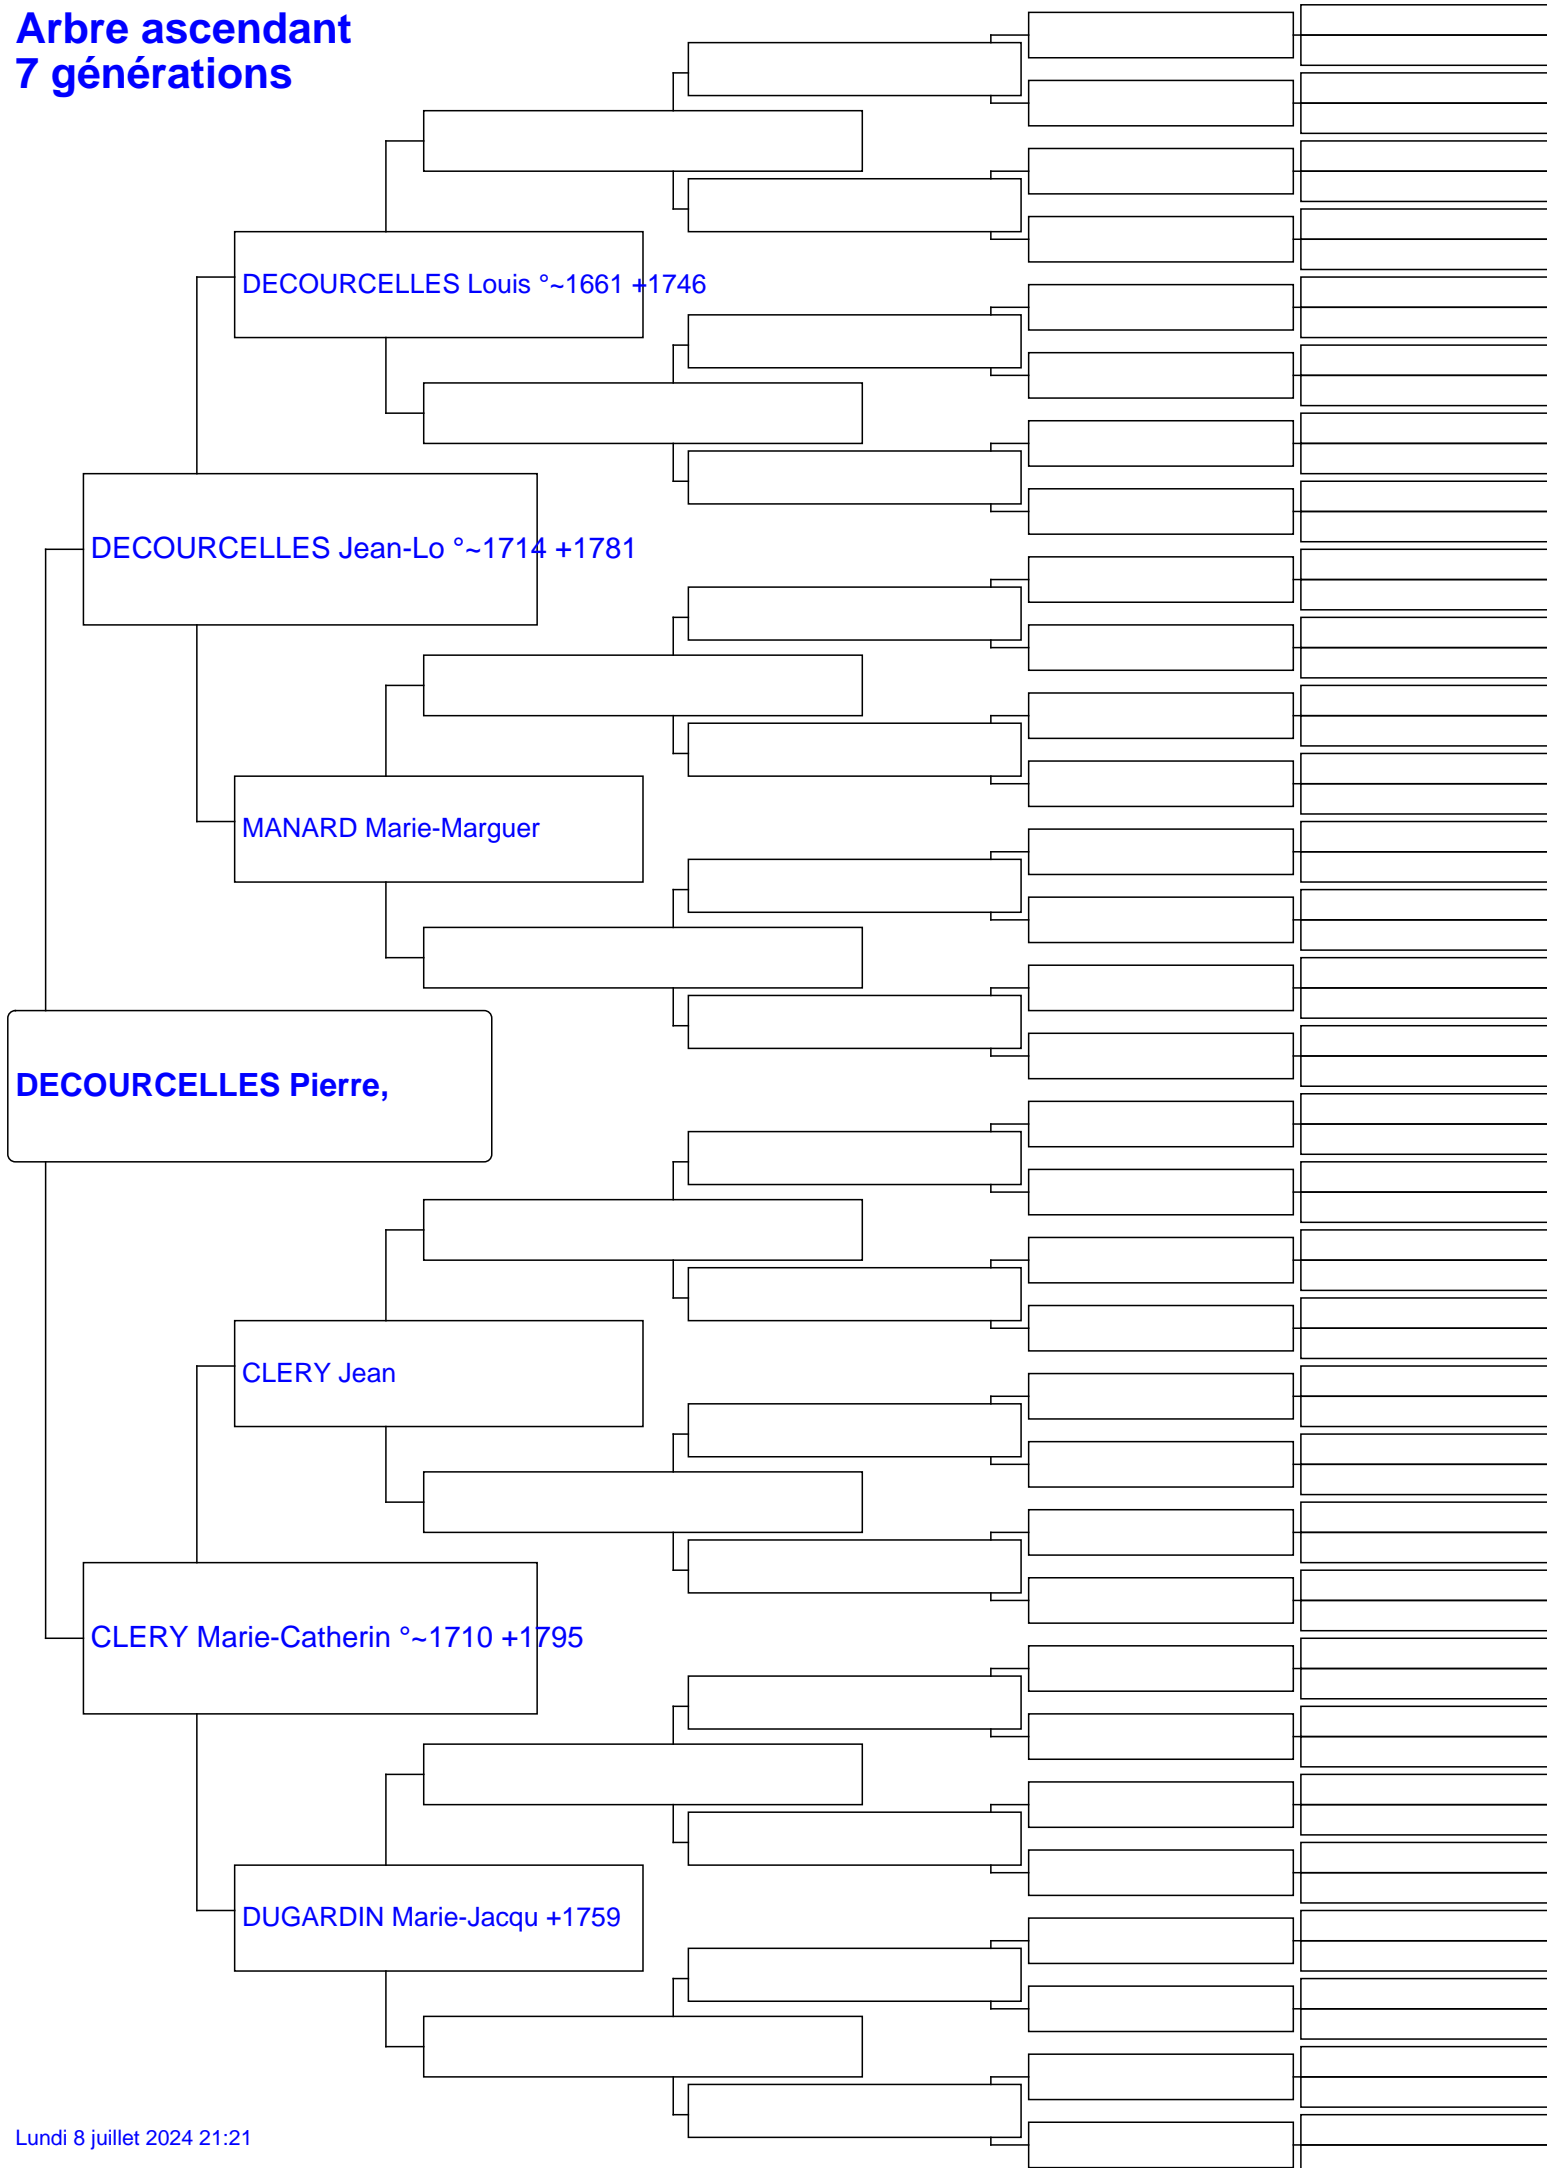 Arbre ascendant
7 générations
DECOURCELLES Louis °~1661 +1746
DECOURCELLES Jean-Lo °~1714 +1781
MANARD Marie-Marguer
DECOURCELLES Pierre,
CLERY Jean
CLERY Marie-Catherin °~1710 +1795
DUGARDIN Marie-Jacqu +1759
Lundi 8 juillet 2024 21:21